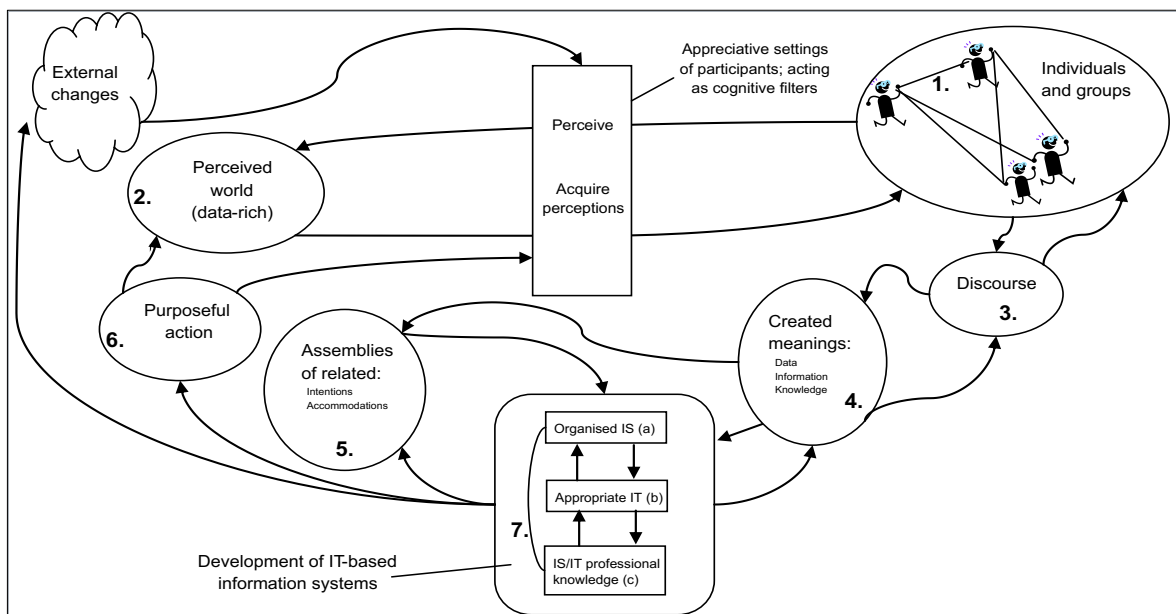 External
changes
Appreciative settings
of participants; acting
as cognitive filters
1.
Individuals
and groups
Perceive
Acquire
perceptions
2.
Perceived
world
(data-rich)
Discourse
3.
6.
Purposeful
action
Assemblies
of related:
Intentions
Accommodations
5.
Created
meanings:
Data
Information
Knowledge
4.
Organised IS (a)
Appropriate IT (b)
7.
IS/IT professional
knowledge (c)
Development of IT-based
information systems